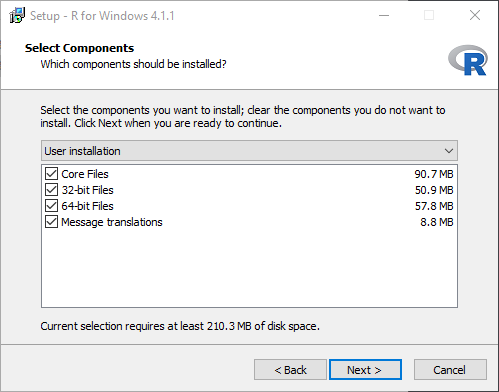 Setup - R for Windows 4.1.1
Select Components
Which components should be installed?
R
Select the components you want to install; clear the components you do not want to
install. Click Next when you are ready to continue.
User installation
Core Files 90.7 MB
32-bit Files 50.9 MB
64-bit Files 57.8 MB
Message translations 8.8 MB
Current selection requires at least 210.3 MB of disk space.
< Back Next > Cancel